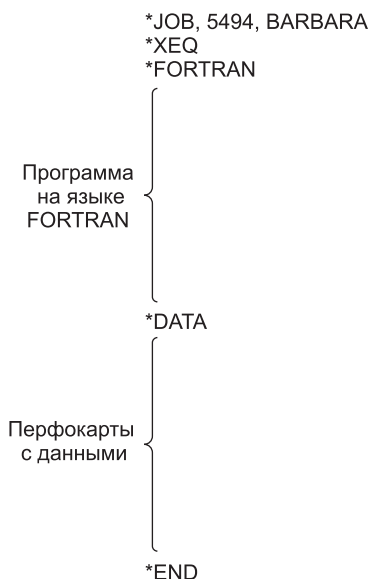 *JOB, 5494, BARBARA
*XEQ
*FORTRAN
Программа
на языке
FORTRAN
*DATA
Перфокарты
с данными
*END